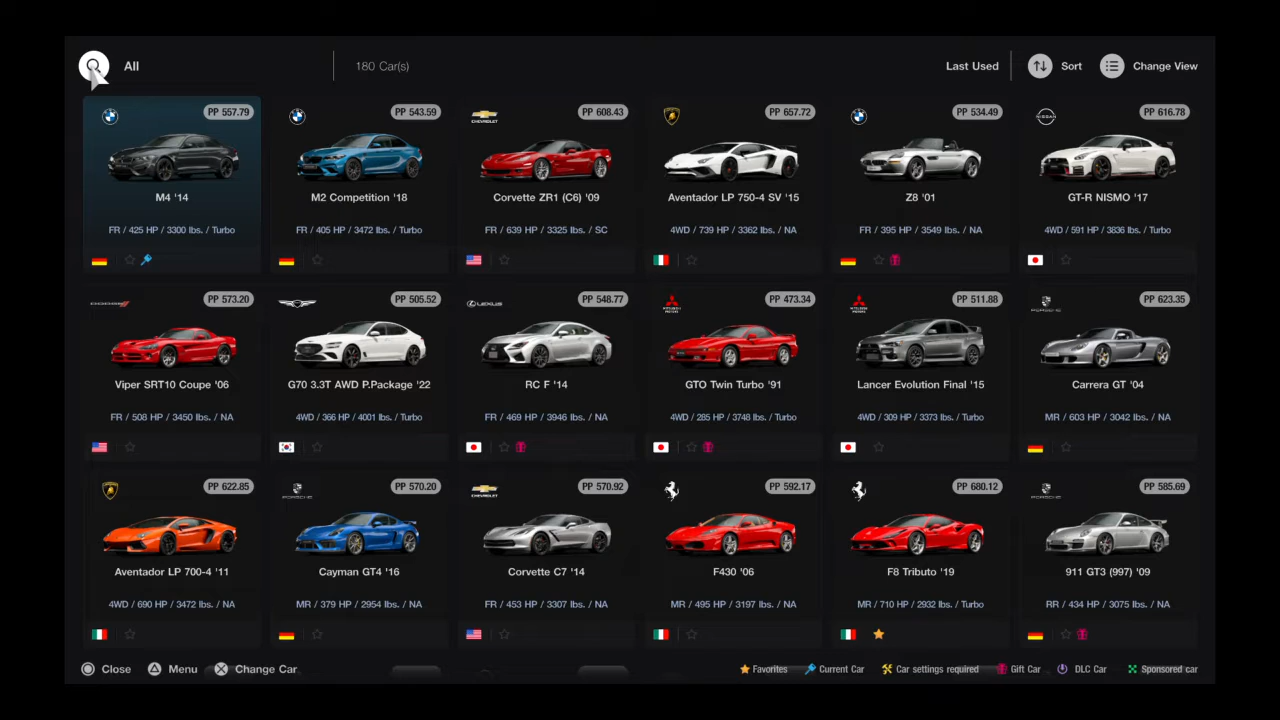 All
180 Car(s)
Last Used
Sort
Change View
PP 557.79
M4 '14
FR / 425 HP / 3300 lbs. / Turbo
PP 543.59
M2 Competition '18
FR / 405 HP / 3472 lbs. / Turbo
CHEVROLET
PP 608.43
Corvette ZR1 (C6) '09
FR / 639 HP / 3325 lbs. / SC
PP 657.72
Aventador LP 750-4 SV '15
4WD / 739 HP / 3362 lbs. / NA
PP 534.49
Z8 '01
FR / 395 HP / 3549 lbs. / NA
NISSAN
PP 616.78
GT-R NISMO '17
4WD / 591 HP / 3836 lbs. / Turbo
DODGE
PP 573.20
Viper SRT10 Coupe '06
FR / 508 HP / 3450 lbs. / NA
PP 505.52
G70 3.3T AWD P.Package '22
4WD / 366 HP / 4001 lbs. / Turbo
LEXUS
PP 548.77
RC F '14
FR / 469 HP / 3946 lbs. / NA
MITSUBISHI
MOTORS
PP 473.34
GTO Twin Turbo '91
4WD / 285 HP / 3748 lbs. / Turbo
MITSUBISHI
MOTORS
PP 511.88
Lancer Evolution Final '15
4WD / 309 HP / 3373 lbs. / Turbo
PORSCHE
PP 623.35
Carrera GT '04
MR / 603 HP / 3042 lbs. / NA
PP 622.85
Aventador LP 700-4 '11
4WD / 690 HP / 3472 lbs. / NA
PORSCHE
PP 570.20
Cayman GT4 '16
MR / 379 HP / 2954 lbs. / NA
CHEVROLET
PP 570.92
Corvette C7 '14
FR / 453 HP / 3307 lbs. / NA
PP 592.17
F430 '06
MR / 495 HP / 3197 lbs. / NA
PP 680.12
F8 Tributo '19
MR / 710 HP / 2932 lbs. / Turbo
PORSCHE
PP 585.69
911 GT3 (997) '09
RR / 434 HP / 3075 lbs. / NA
Close
Menu
Change Car
Favorites
Current Car
Car settings required
Gift Car
DLC Car
Sponsored car